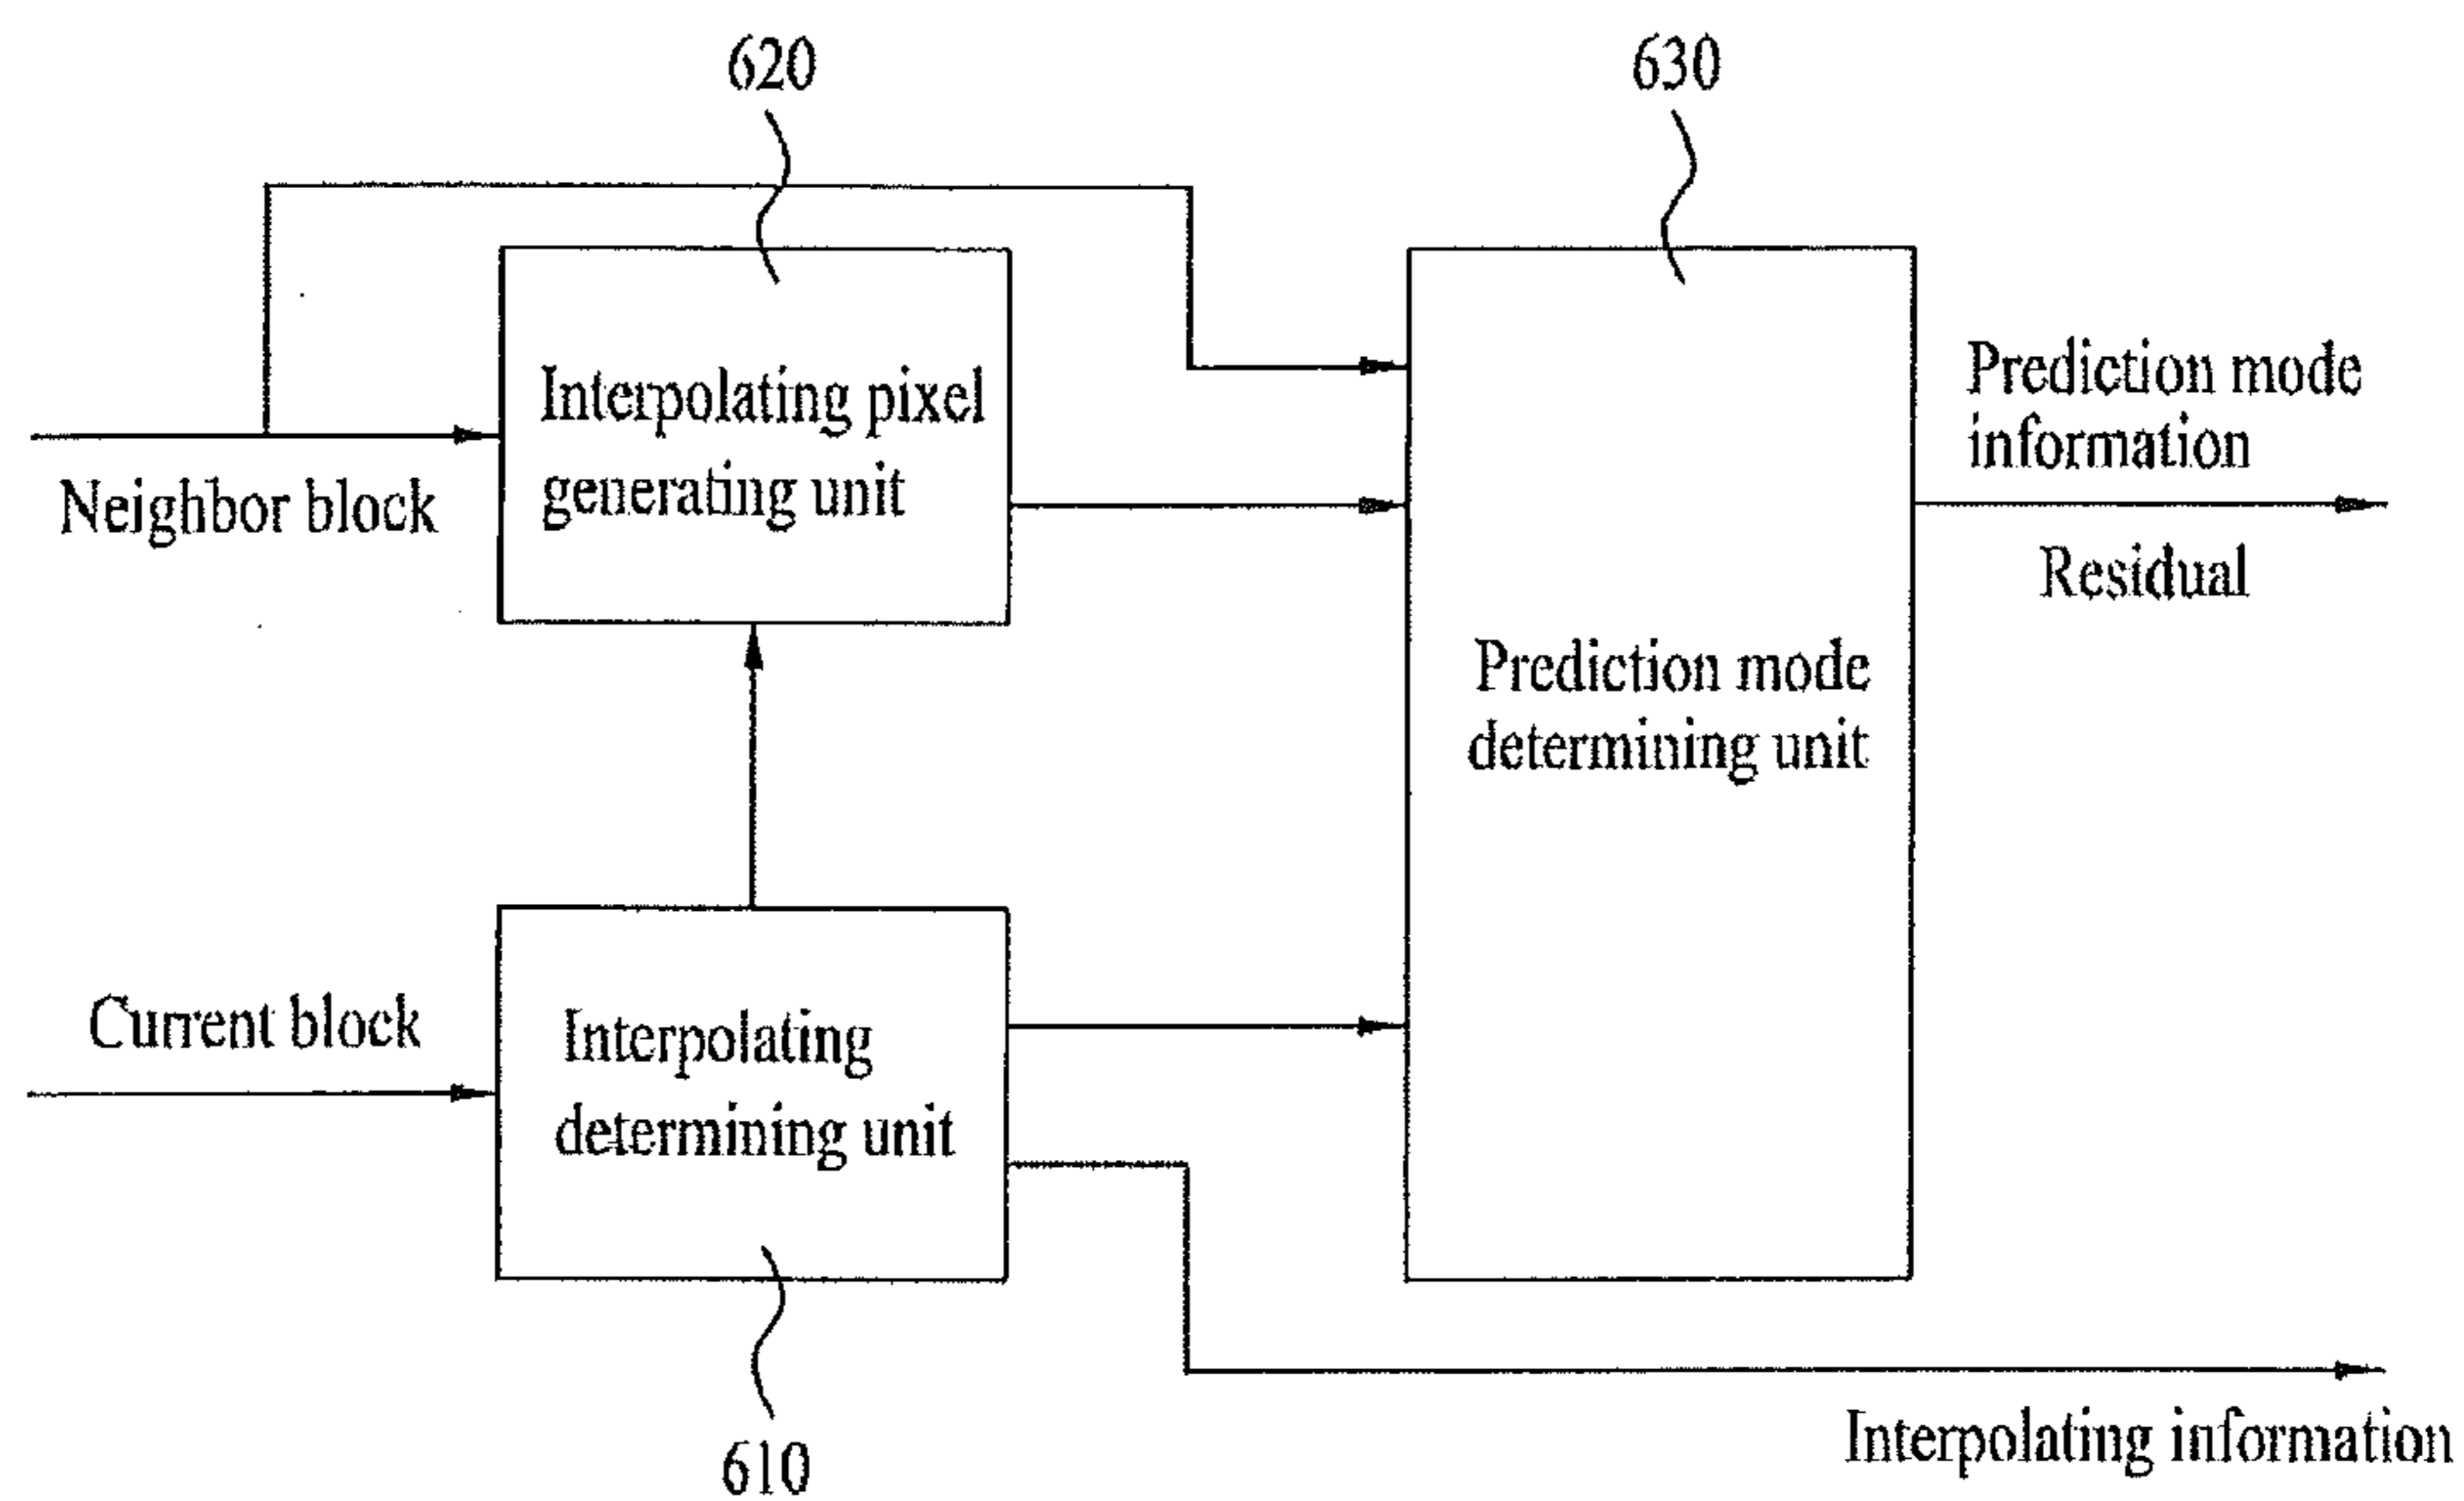 620
630
Interpolating pixel
generating unit
Neighbor block
Prediction mode
information
Residual
Prediction mode
determining unit
Current block
Interpolating
determining unit
610
Interpolating information